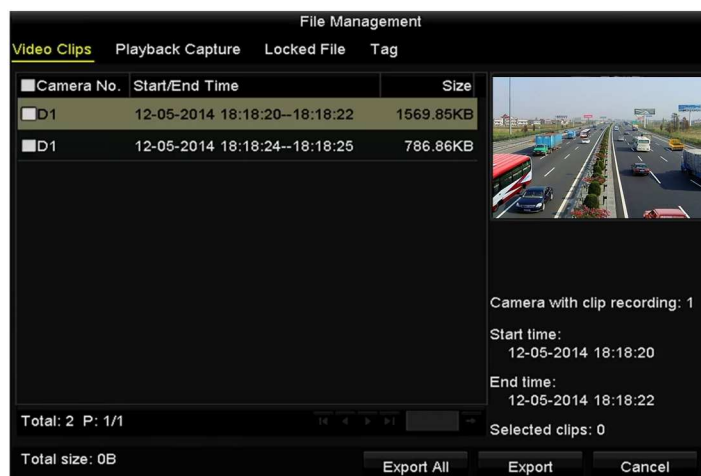 File Management
Video Clips Playback Capture Locked File Tag
Camera No. Start/End Time Size
D1 12-05-2014 18:18:20--18:18:22 1569.85KB
D1 12-05-2014 18:18:24--18:18:25 786.86KB
Camera with clip recording: 1
Start time:
12-05-2014 18:18:20
End time:
12-05-2014 18:18:22
Total: 2 P: 1/1
Selected clips: 0
Total size: 0B
Export All Export Cancel